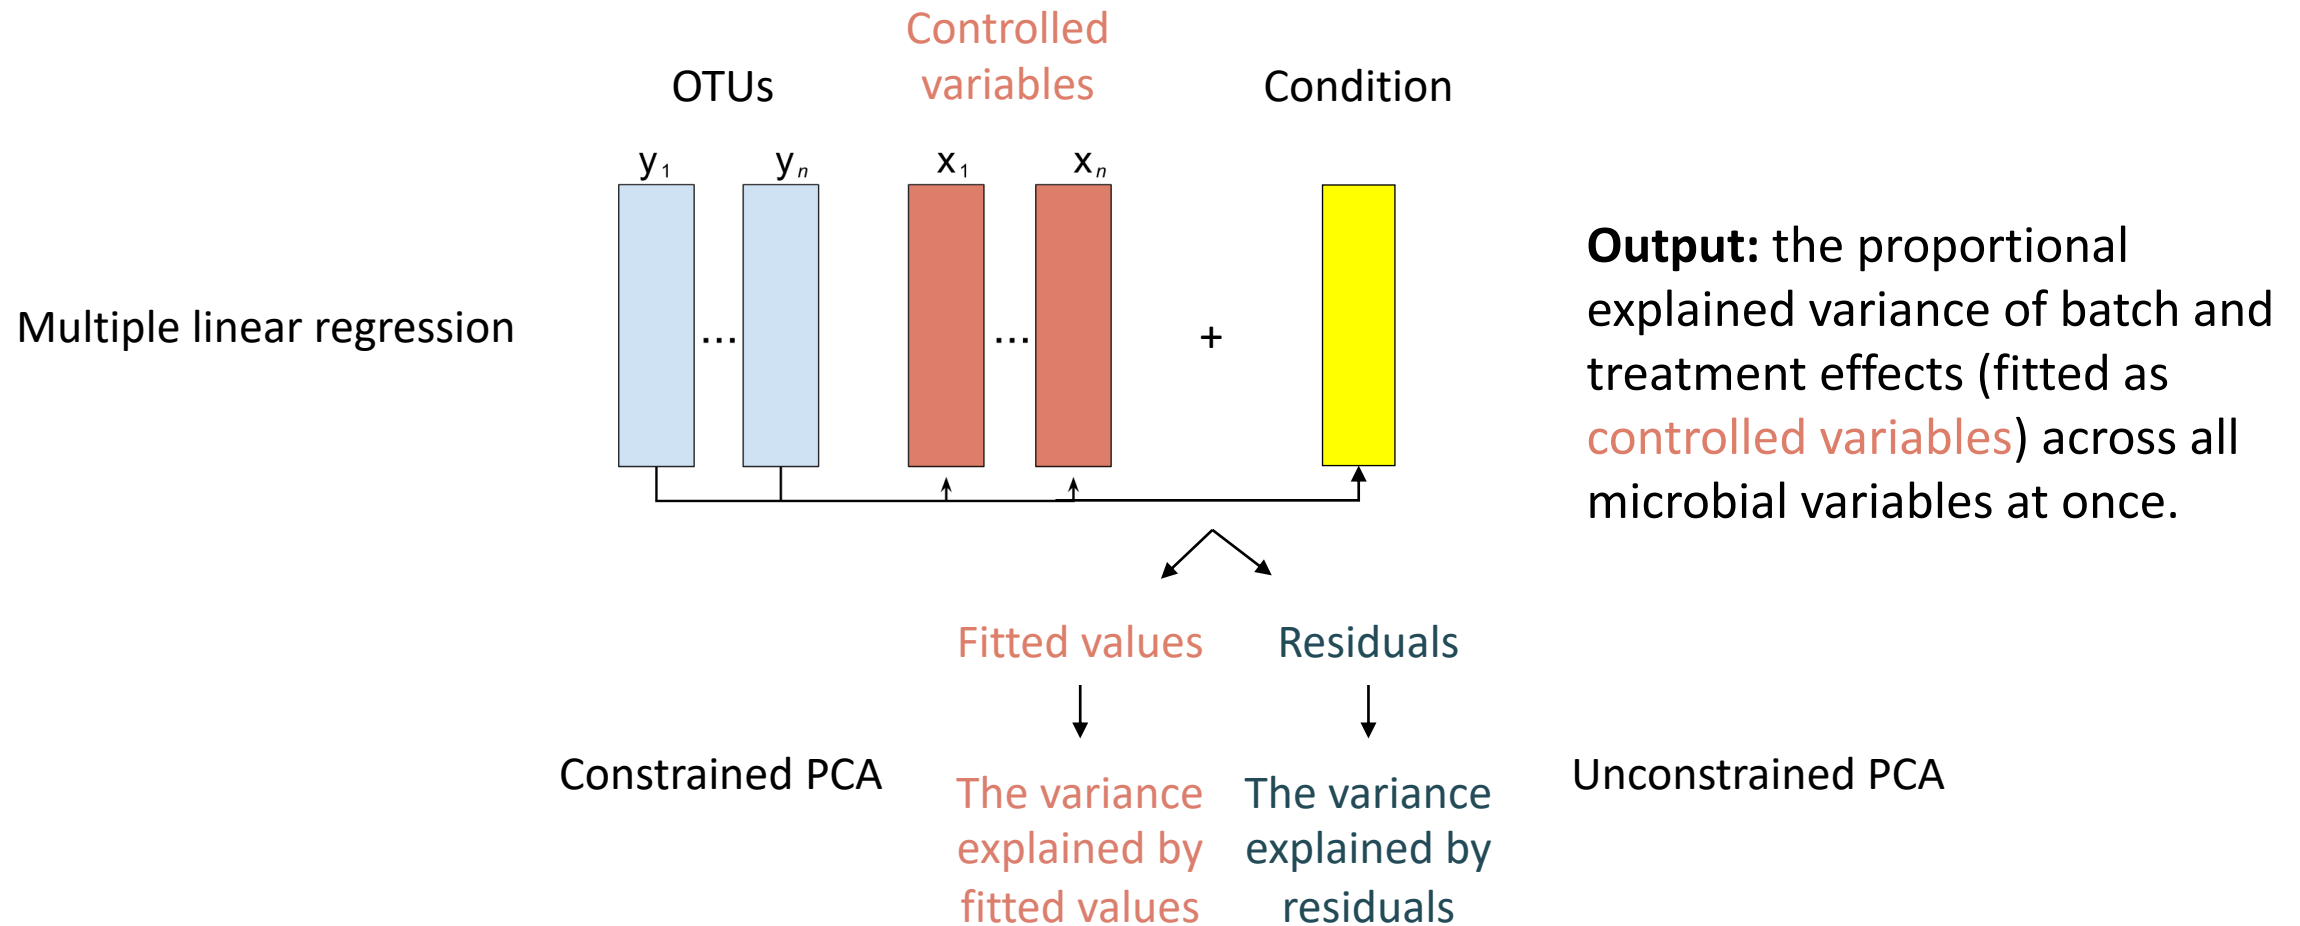 Controlled
variables
OTUs
Condition
y1
yn
x1
xn
Multiple linear regression
...
...
+
Output: the proportional
explained variance of batch and
treatment effects (fitted as
controlled variables) across all
microbial variables at once.
Fitted values
Residuals
Constrained PCA
The variance
explained by
fitted values
The variance
explained by
residuals
Unconstrained PCA